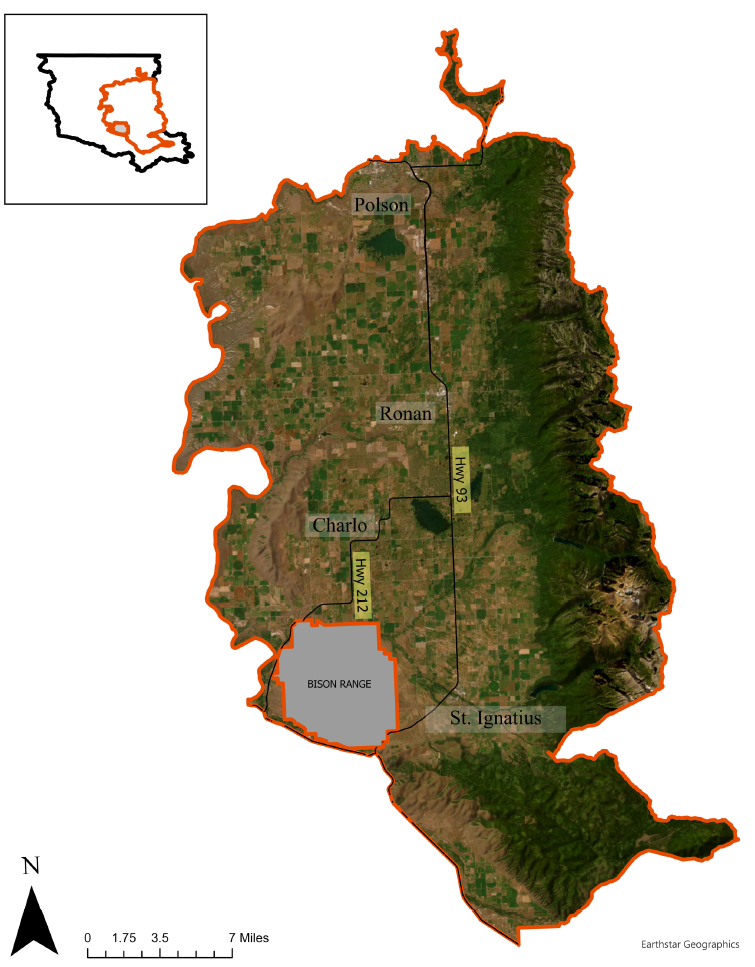 Polson
Ronan
Hwy 93
Charlo
Hwy 212
BISON RANGE
St. Ignatius
N
0 1.75 3.5 7 Miles
Earthstar Geographics